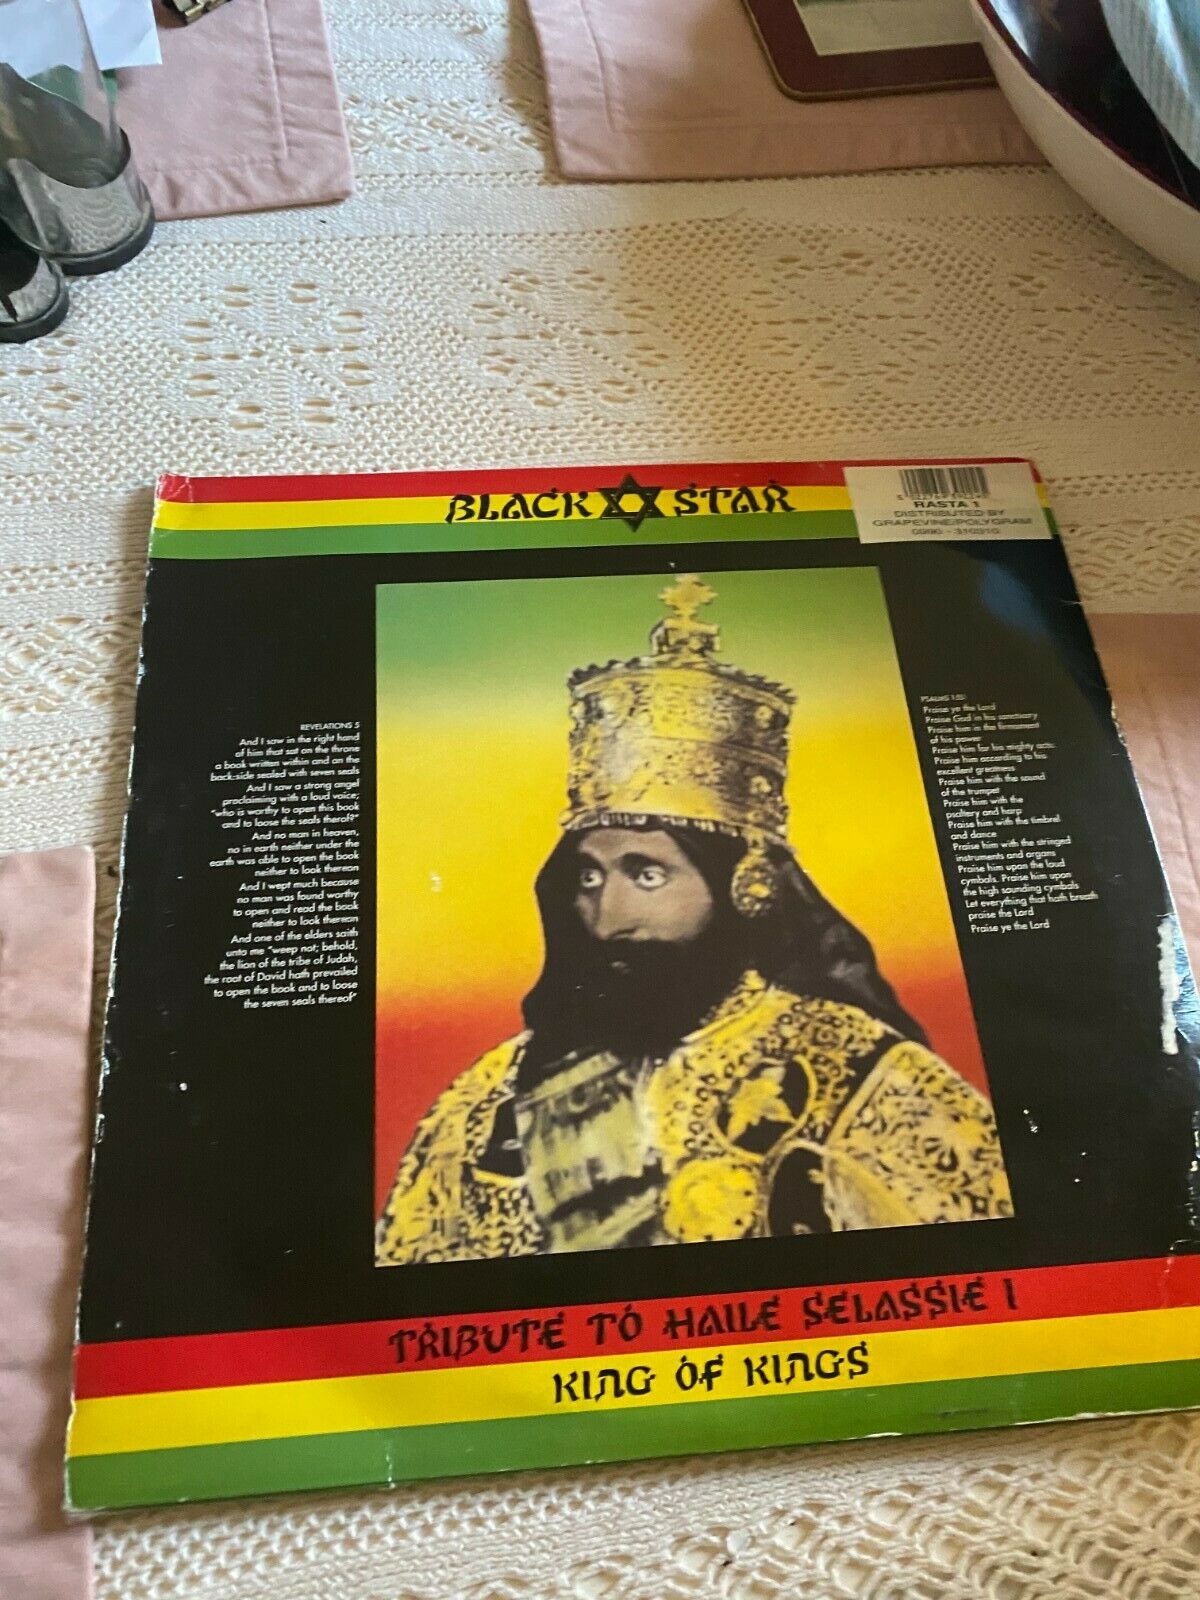 BLACK STAR
RASTA 1
DISTRIBUTED BY
GRAPEVINE/POLYGRAM
REVELATIONS 5
And I saw in the right hand
of him that sat on the throne
a book written within and on the
back-side sealed with seven seals
And I saw a strong angel
proclaiming with a loud voice;
"who is worthy to open this book
and to loose the seals therof?"
And no man in heaven,
no in earth neither under the
earth was able to open the book
neither to look thereon
And I wept much because
no man was found worthy
to open and read the book
neither to look thereon
And one of the elders saith
unto me "weep not; behold,
the lion of the tribe of Judah,
the root of David hath prevailed
to open the book and to loose
the seven seals thereof"
PSALMS
Praise ye the Lord
Praise God in his sanctuary
Praise him in the firmament
of his power
Praise him for his mighty acts:
Praise him according to his
excellent greatness
Praise him with the sound
of the trumpet
Praise him with the
psaltery and harp
Praise him with the timbrel
and dance
Praise him with the stringed
instruments and organs
Praise him upon the loud
cymbals. Praise him upon
the high sounding cymbals
Let everything that hath breath
praise the Lord
Praise ye the Lord
TRIBUTE TO HAILE SELASSIE I
KING OF KINGS